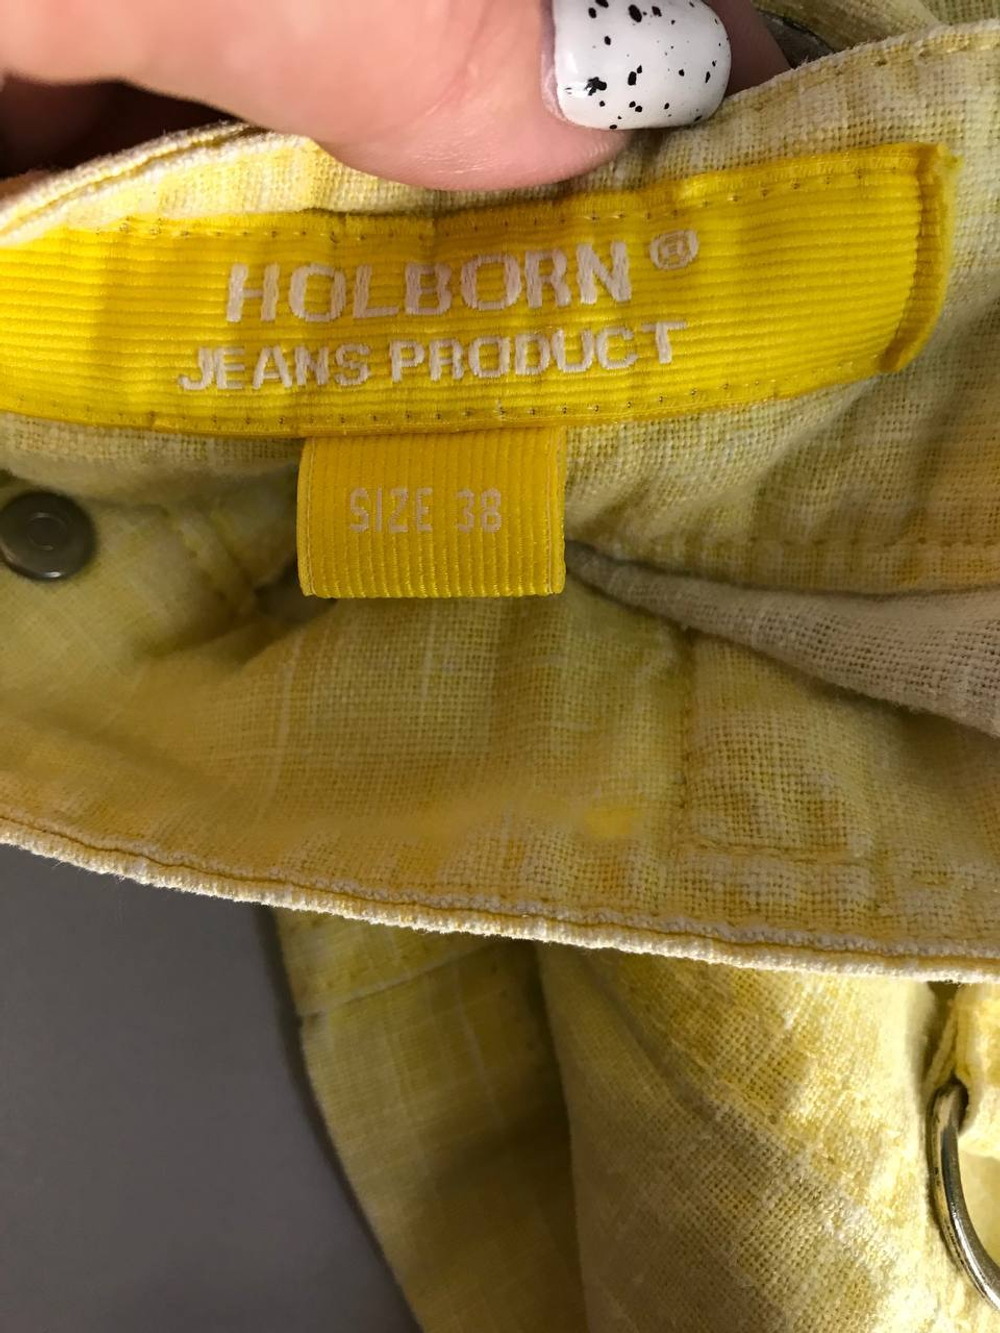 HOLBORN ®
JEANS PRODUCT
SIZE 38